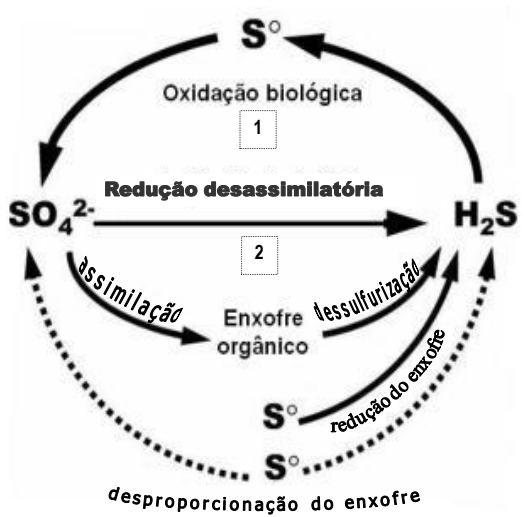 S°
Oxidação biológica
1
Redução desassimilatória
SO₄²⁻
H₂S
2
assimilação
dessulfurização
Enxofre
orgânico
redução do enxofre
S°
S°
desproporcionação do enxofre